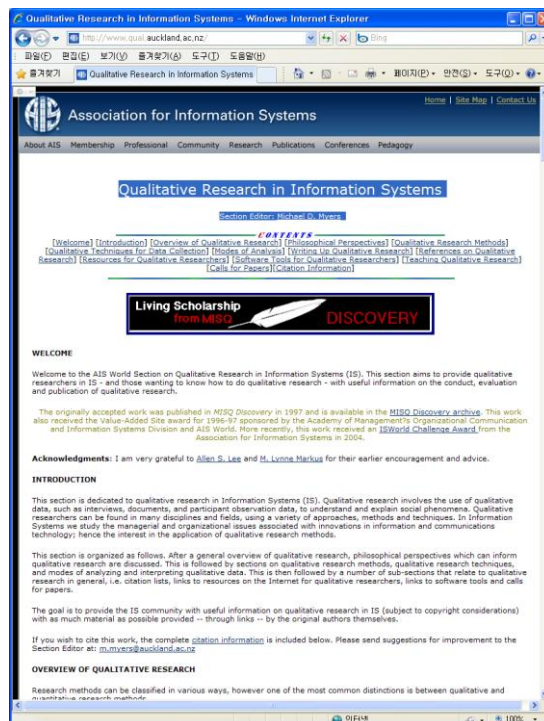 Qualitative Research in Information Systems - Windows Internet Explorer
http://www.qual.auckland.ac.nz/
Bing
파일(F) 편집(E) 보기(V) 즐겨찾기(A) 도구(T) 도움말(H)
즐겨찾기 Qualitative Research in Information Systems 페이지(P) 안전(S) 도구(O)
Home | Site Map | Contact Us
AIS Association for Information Systems
About AIS Membership Professional Community Research Publications Conferences Pedagogy
Qualitative Research in Information Systems
Section Editor: Michael D. Myers
CONTENTS
[Welcome] [Introduction] [Overview of Qualitative Research] [Philosophical Perspectives] [Qualitative Research Methods]
[Qualitative Techniques for Data Collection] [Modes of Analysis] [Writing Up Qualitative Research] [References on Qualitative
Research] [Resources for Qualitative Researchers] [Software Tools for Qualitative Researchers] [Teaching Qualitative Research]
[Calls for Papers][Citation Information]
Living Scholarship
from MISQ DISCOVERY
WELCOME
Welcome to the AIS World Section on Qualitative Research in Information Systems (IS). This section aims to provide qualitative
researchers in IS - and those wanting to know how to do qualitative research - with useful information on the conduct, evaluation
and publication of qualitative research.
The originally accepted work was published in MISQ Discovery in 1997 and is available in the MISQ Discovery archive. This work
also received the Value-Added Site award for 1996-97 sponsored by the Academy of Management?s Organizational Communication
and Information Systems Division and AIS World. More recently, this work received an ISWorld Challenge Award from the
Association for Information Systems in 2004.
Acknowledgments: I am very grateful to Allen S. Lee and M. Lynne Markus for their earlier encouragement and advice.
INTRODUCTION
This section is dedicated to qualitative research in Information Systems (IS). Qualitative research involves the use of qualitative
data, such as interviews, documents, and participant observation data, to understand and explain social phenomena. Qualitative
researchers can be found in many disciplines and fields, using a variety of approaches, methods and techniques. In Information
Systems we study the managerial and organizational issues associated with innovations in information and communications
technology; hence the interest in the application of qualitative research methods.
This section is organized as follows. After a general overview of qualitative research, philosophical perspectives which can inform
qualitative research are discussed. This is followed by sections on qualitative research methods, qualitative research techniques,
and modes of analyzing and interpreting qualitative data. This is then followed by a number of sub-sections that relate to qualitative
research in general, i.e. citation lists, links to resources on the Internet for qualitative researchers, links to software tools and calls
for papers.
The goal is to provide the IS community with useful information on qualitative research in IS (subject to copyright considerations)
with as much material as possible provided -- through links -- by the original authors themselves.
If you wish to cite this work, the complete citation information is included below. Please send suggestions for improvement to the
Section Editor at: m.myers@auckland.ac.nz
OVERVIEW OF QUALITATIVE RESEARCH
Research methods can be classified in various ways, however one of the most common distinctions is between qualitative and
quantitative research methods.
인터넷 100%